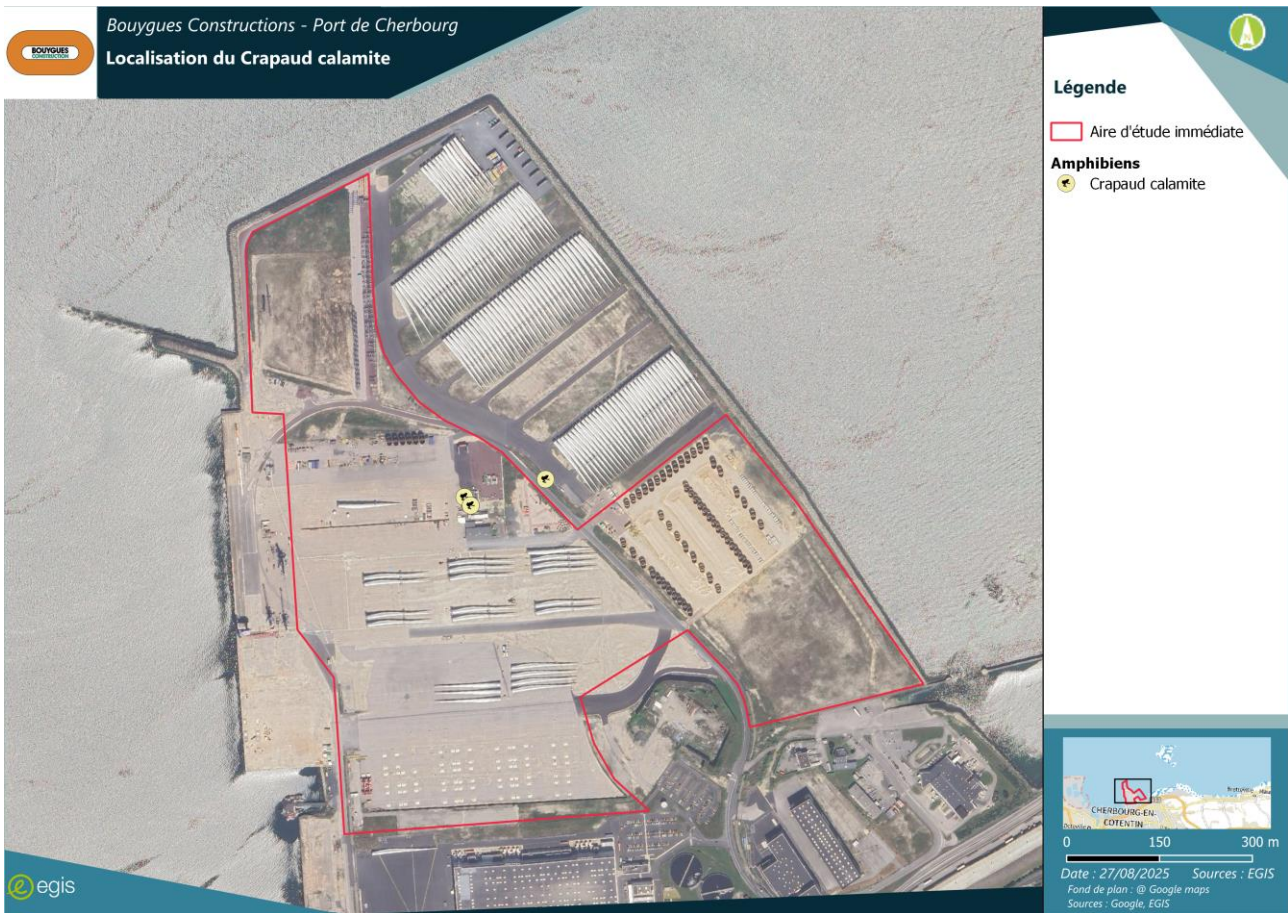 BOUYGUES
CONSTRUCTION
Bouygues Constructions - Port de Cherbourg
Localisation du Crapaud calamite
Légende
Aire d'étude immédiate
Amphibiens
Crapaud calamite
CHERBOURG-EN-
COTENTIN
0 150 300 m
Date : 27/08/2025 Sources : EGIS
Fond de plan : @ Google maps
Sources : Google, EGIS
egis